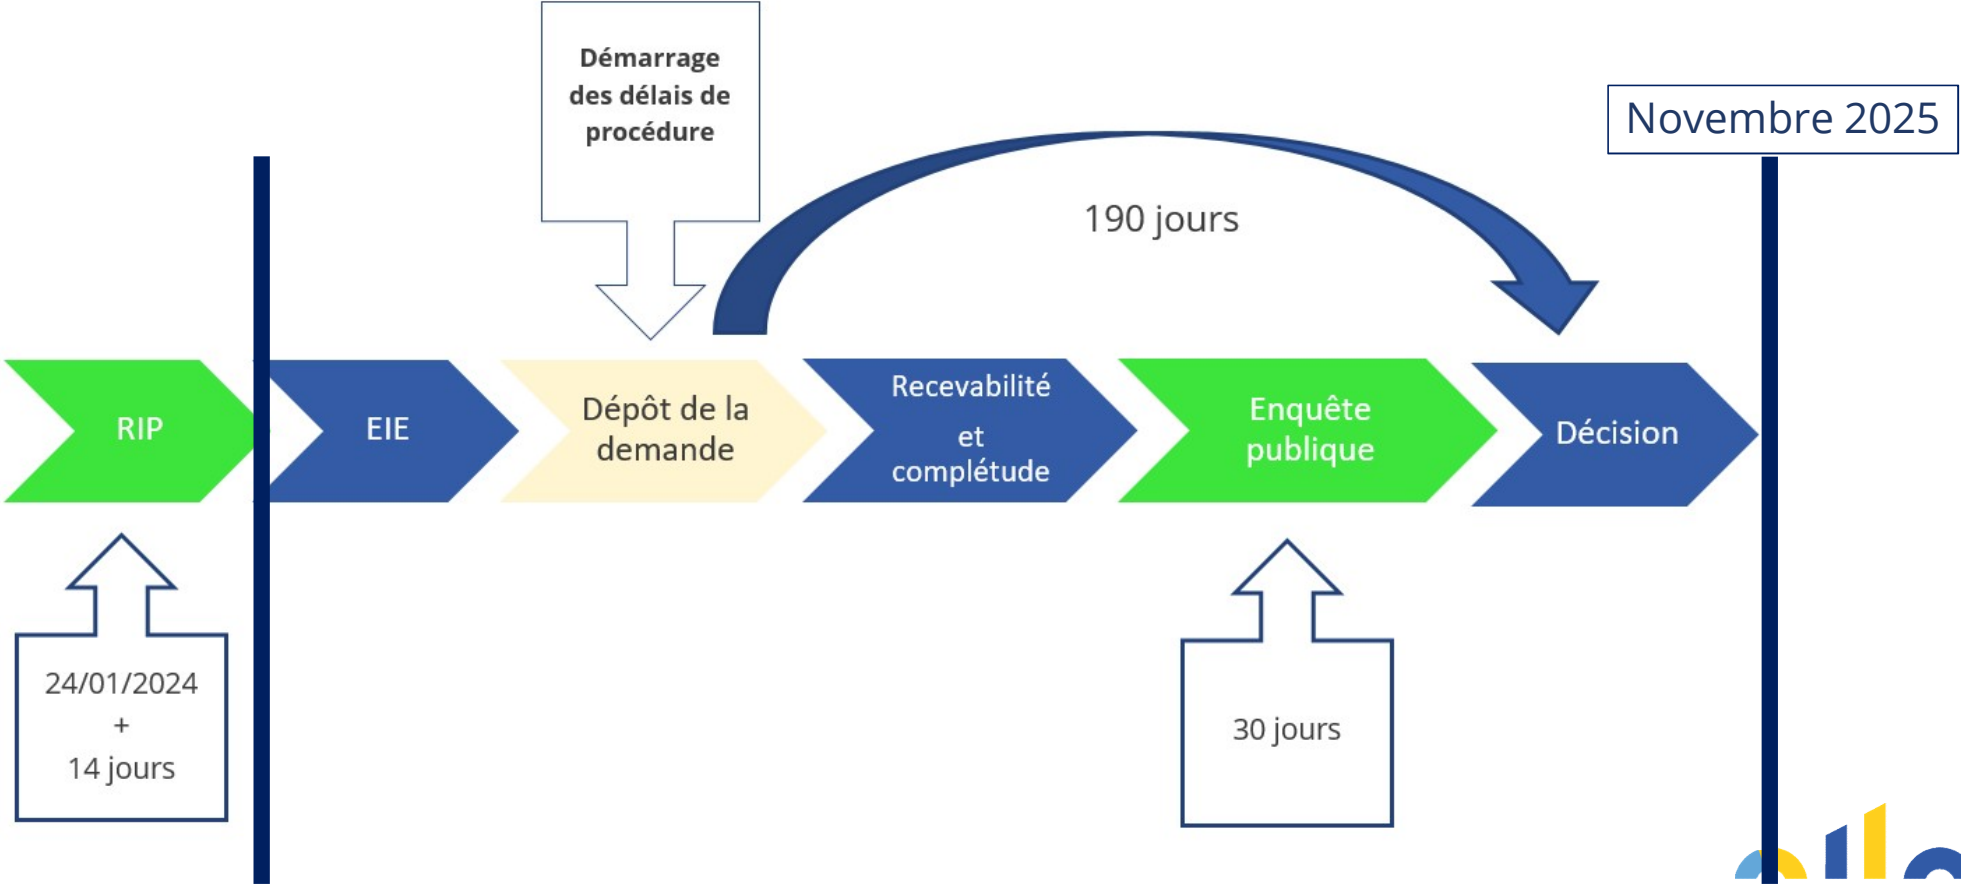 Démarrage
des délais de
procédure
Novembre 2025
190 jours
RIP
EIE
Dépôt de la
demande
Recevabilité
et
complétude
Enquête
publique
Décision
24/01/2024
+
14 jours
30 jours